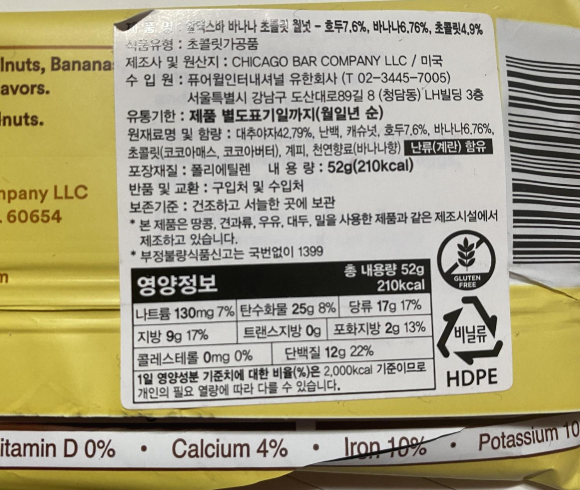 알엑스바 바나나 초콜릿 월넛 - 호두7.6%, 바나나6.76%, 초콜릿4.9%
식품유형 : 초콜릿가공품
제조사 및 원산지 : CHICAGO BAR COMPANY LLC / 미국
수 입 원 : 퓨어월인터내셔널 유한회사 (T 02-3445-7005)
서울특별시 강남구 도산대로89길 8 (청담동) LH빌딩 3층
유통기한 : 제품 별도표기일까지(월일년 순)
원재료명 및 함량 : 대추야자42.79%, 난백, 캐슈넛, 호두7.6%, 바나나6.76%,
초콜릿(코코아매스, 코코아버터), 계피, 천연향료(바나나향) 난류(계란) 함유
포장재질 : 폴리에틸렌 내 용 량 : 52g(210kcal)
반품 및 교환 : 구입처 및 수입처
보존기준 : 건조하고 서늘한 곳에 보관
* 본 제품은 땅콩, 견과류, 우유, 대두, 밀을 사용한 제품과 같은 제조시설에서
제조하고 있습니다.
* 부정불량식품신고는 국번없이 1399
영양정보 총 내용량 52g
210kcal
나트륨 130mg 7% 탄수화물 25g 8% 당류 17g 17%
지방 9g 17% 트랜스지방 0g 포화지방 2g 13%
콜레스테롤 0mg 0% 단백질 12g 22%
1일 영양성분 기준치에 대한 비율(%)은 2,000kcal 기준이므로
개인의 필요 열량에 따라 다를 수 있습니다.
GLUTEN
FREE
비닐류
HDPE
lnuts, Banana
avors.
lnuts.
mpany LLC
. 60654
m
itamin D 0% • Calcium 4% • Iron 10% • Potassium 10